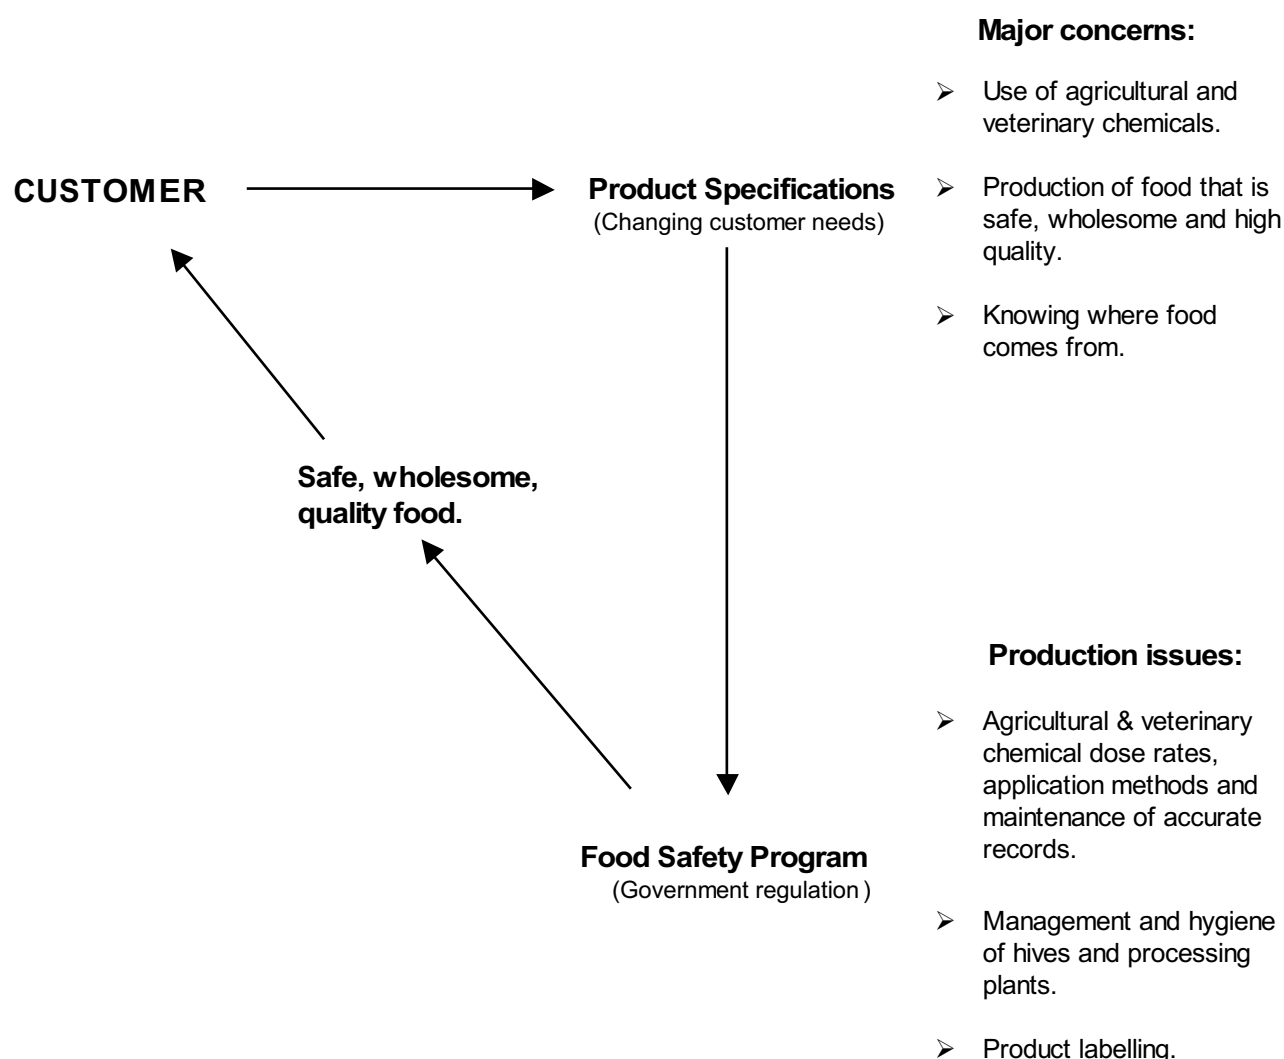 Major concerns:
➢ Use of agricultural and
veterinary chemicals.
CUSTOMER
Product Specifications
(Changing customer needs)
➢ Production of food that is
safe, wholesome and high
quality.
➢ Knowing where food
comes from.
Safe, wholesome,
quality food.
Production issues:
➢ Agricultural & veterinary
chemical dose rates,
application methods and
maintenance of accurate
records.
Food Safety Program
(Government regulation )
➢ Management and hygiene
of hives and processing
plants.
➢ Product labelling.